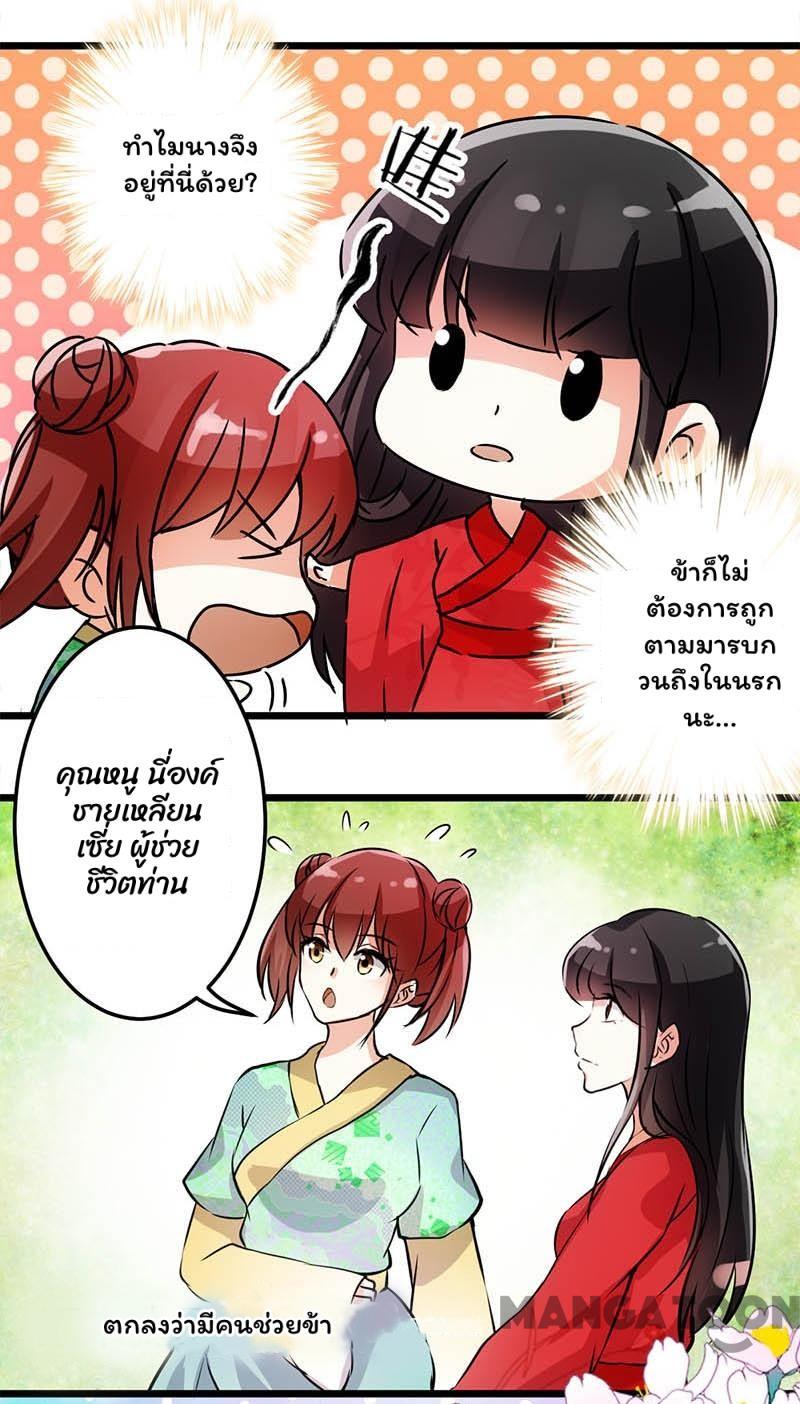 ทำไมนางจึง
อยู่ที่นี่ด้วย?
哇
ข้าก็ไม่
ต้องการถูก
ตามมารบก
วนถึงในนรก
นะ...
คุณหนู นี่องค์
ชายเหลียน
เซี่ย ผู้ช่วย
ชีวิตท่าน
ตกลงว่ามีคนช่วยข้า
MANGATOON